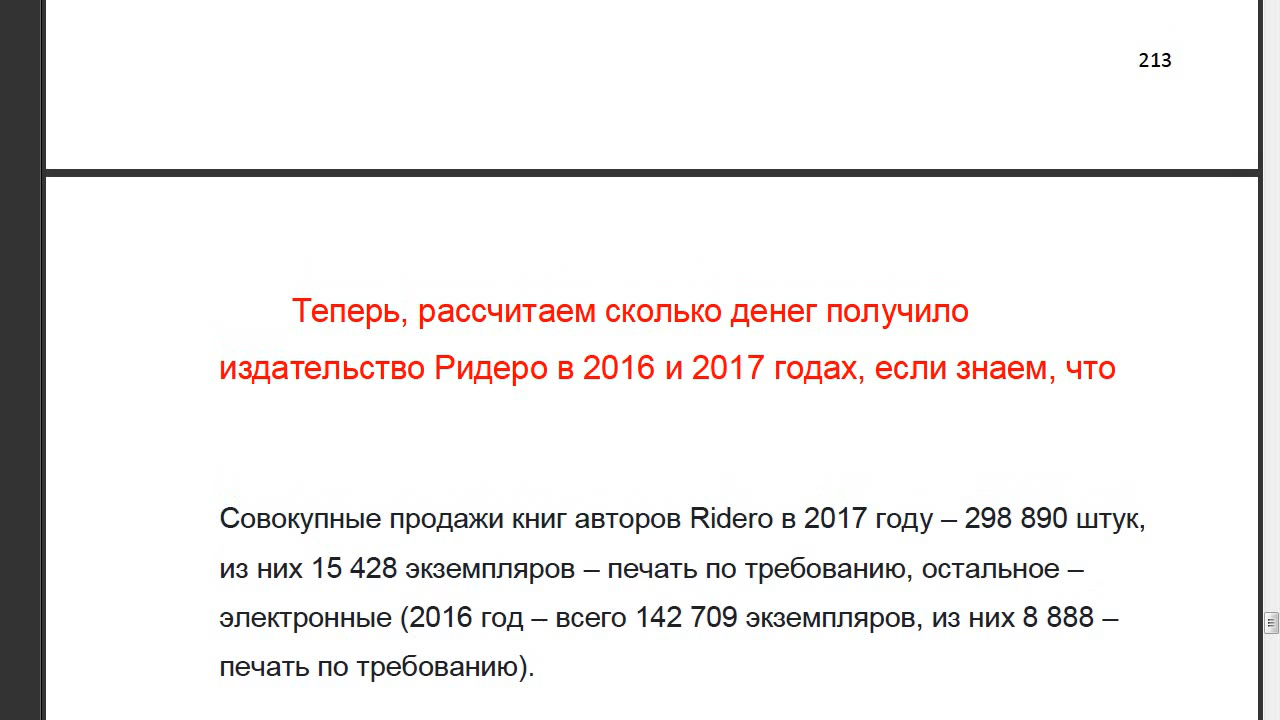 213
Теперь, рассчитаем сколько денег получило
издательство Ридеро в 2016 и 2017 годах, если знаем, что
Совокупные продажи книг авторов Ridero в 2017 году – 298 890 штук,
из них 15 428 экземпляров – печать по требованию, остальное –
электронные (2016 год – всего 142 709 экземпляров, из них 8 888 –
печать по требованию).